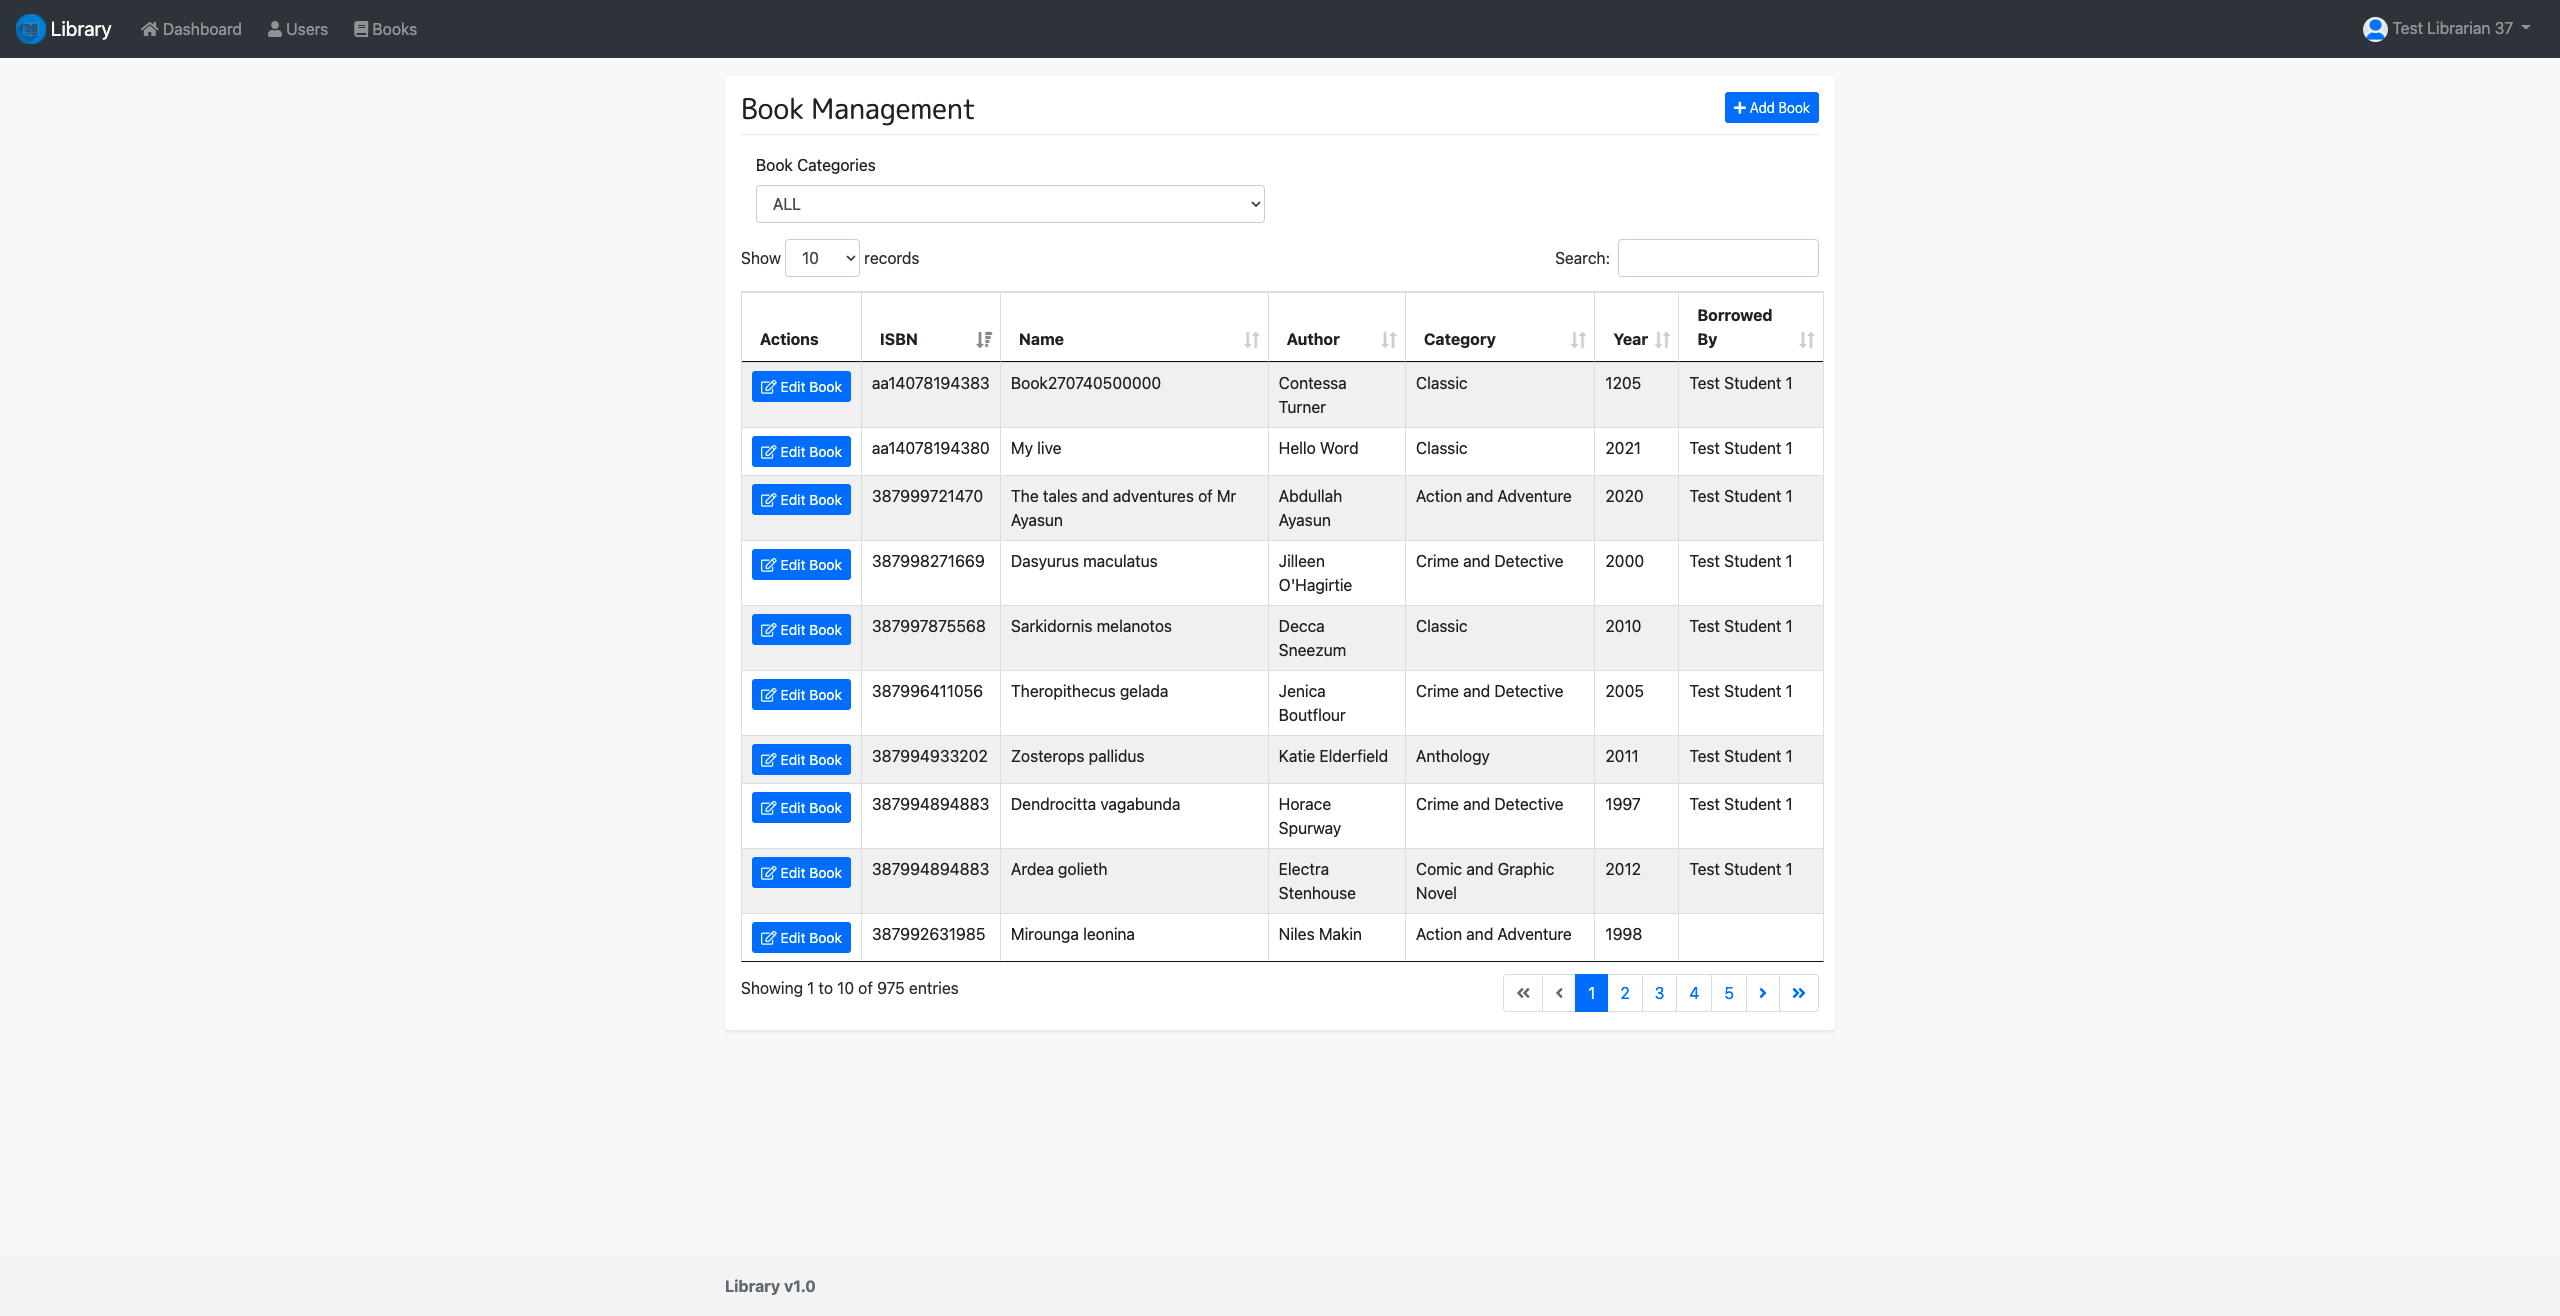 Library Dashboard Users Books Test Librarian 37
Book Management + Add Book
Book Categories
ALL
Show 10 records Search:
Actions ISBN Name Author Category Year Borrowed By
Edit Book aa14078194383 Book270740500000 Contessa Turner Classic 1205 Test Student 1
Edit Book aa14078194380 My live Hello Word Classic 2021 Test Student 1
Edit Book 387999721470 The tales and adventures of Mr Ayasun Abdullah Ayasun Action and Adventure 2020 Test Student 1
Edit Book 387998271669 Dasyurus maculatus Jilleen O'Hagirtie Crime and Detective 2000 Test Student 1
Edit Book 387997875568 Sarkidornis melanotos Decca Sneezum Classic 2010 Test Student 1
Edit Book 387996411056 Theropithecus gelada Jenica Boutflour Crime and Detective 2005 Test Student 1
Edit Book 387994933202 Zosterops pallidus Katie Elderfield Anthology 2011 Test Student 1
Edit Book 387994894883 Dendrocitta vagabunda Horace Spurway Crime and Detective 1997 Test Student 1
Edit Book 387994894883 Ardea golieth Electra Stenhouse Comic and Graphic Novel 2012 Test Student 1
Edit Book 387992631985 Mirounga leonina Niles Makin Action and Adventure 1998
Showing 1 to 10 of 975 entries « ‹ 1 2 3 4 5 › »
Library v1.0